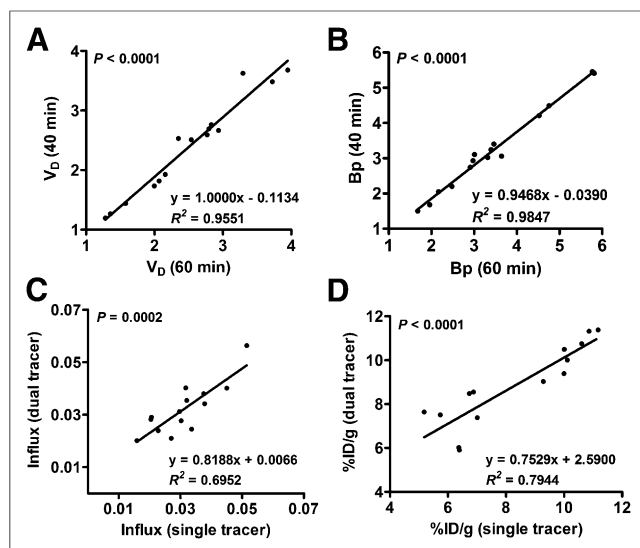 A
P < 0.0001
4
3
2
1
V_D (40 min)
y = 1.0000x - 0.1134
R² = 0.9551
1 2 3 4
V_D (60 min)
B
P < 0.0001
6
5
4
3
2
1
Bp (40 min)
y = 0.9468x - 0.0390
R² = 0.9847
1 2 3 4 5 6
Bp (60 min)
C
P = 0.0002
0.07
0.05
0.03
0.01
Influx (dual tracer)
y = 0.8188x + 0.0066
R² = 0.6952
0.01 0.03 0.05 0.07
Influx (single tracer)
D
P < 0.0001
12
10
8
6
4
%ID/g (dual tracer)
y = 0.7529x + 2.5900
R² = 0.7944
4 6 8 10 12
%ID/g (single tracer)